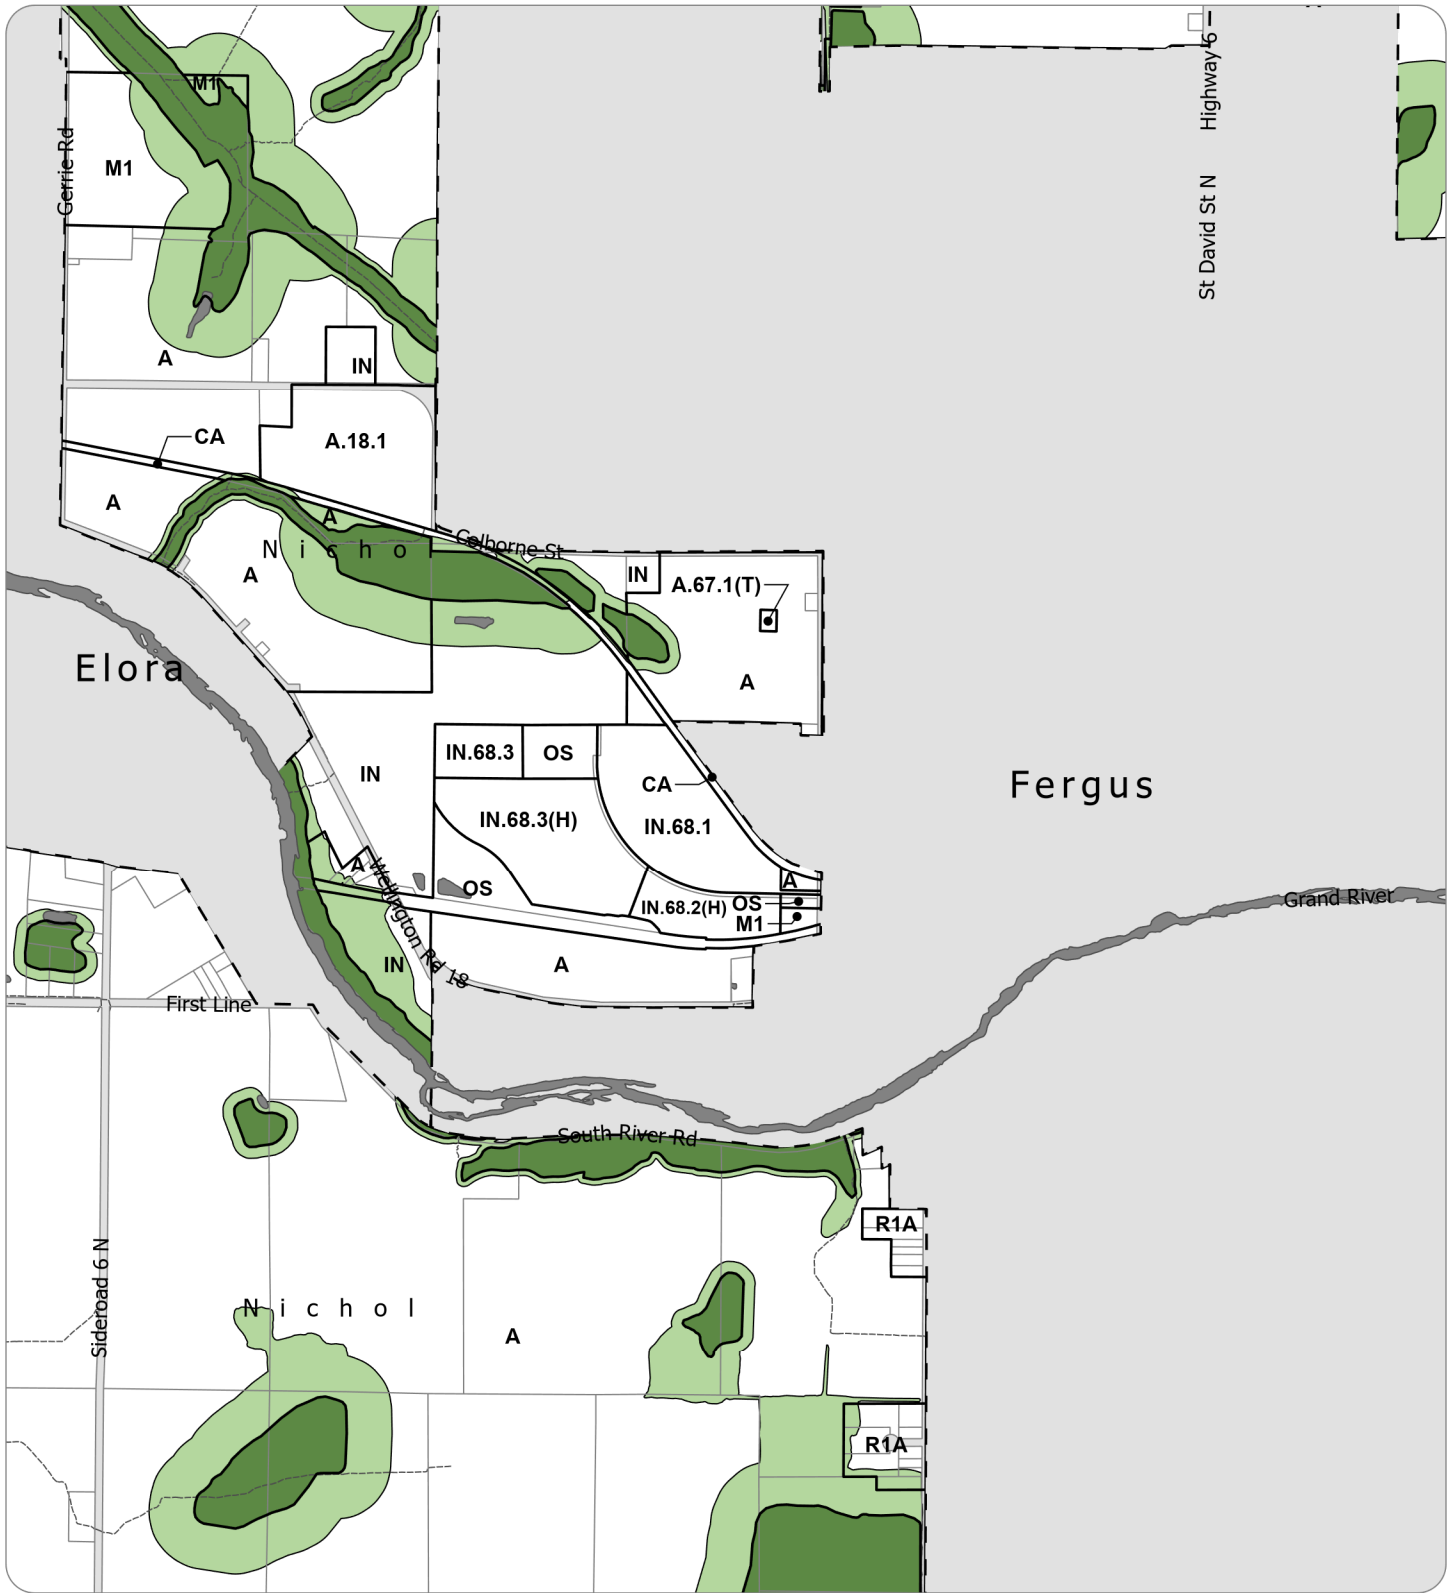 Highway 6
M1
Gerrie Rd
M1
St David St N
A
IN
CA
A.18.1
A
A
Colborne St
Nichol
A
IN
A.67.1(T)
Elora
A
IN.68.3
OS
IN
CA
Fergus
IN.68.3(H)
IN.68.1
A
A
OS
Wellington Rd 18
IN.68.2(H)
OS
M1
Grand River
IN
A
First Line
South River Rd
R1A
Sideroad 6 N
Nichol
A
R1A